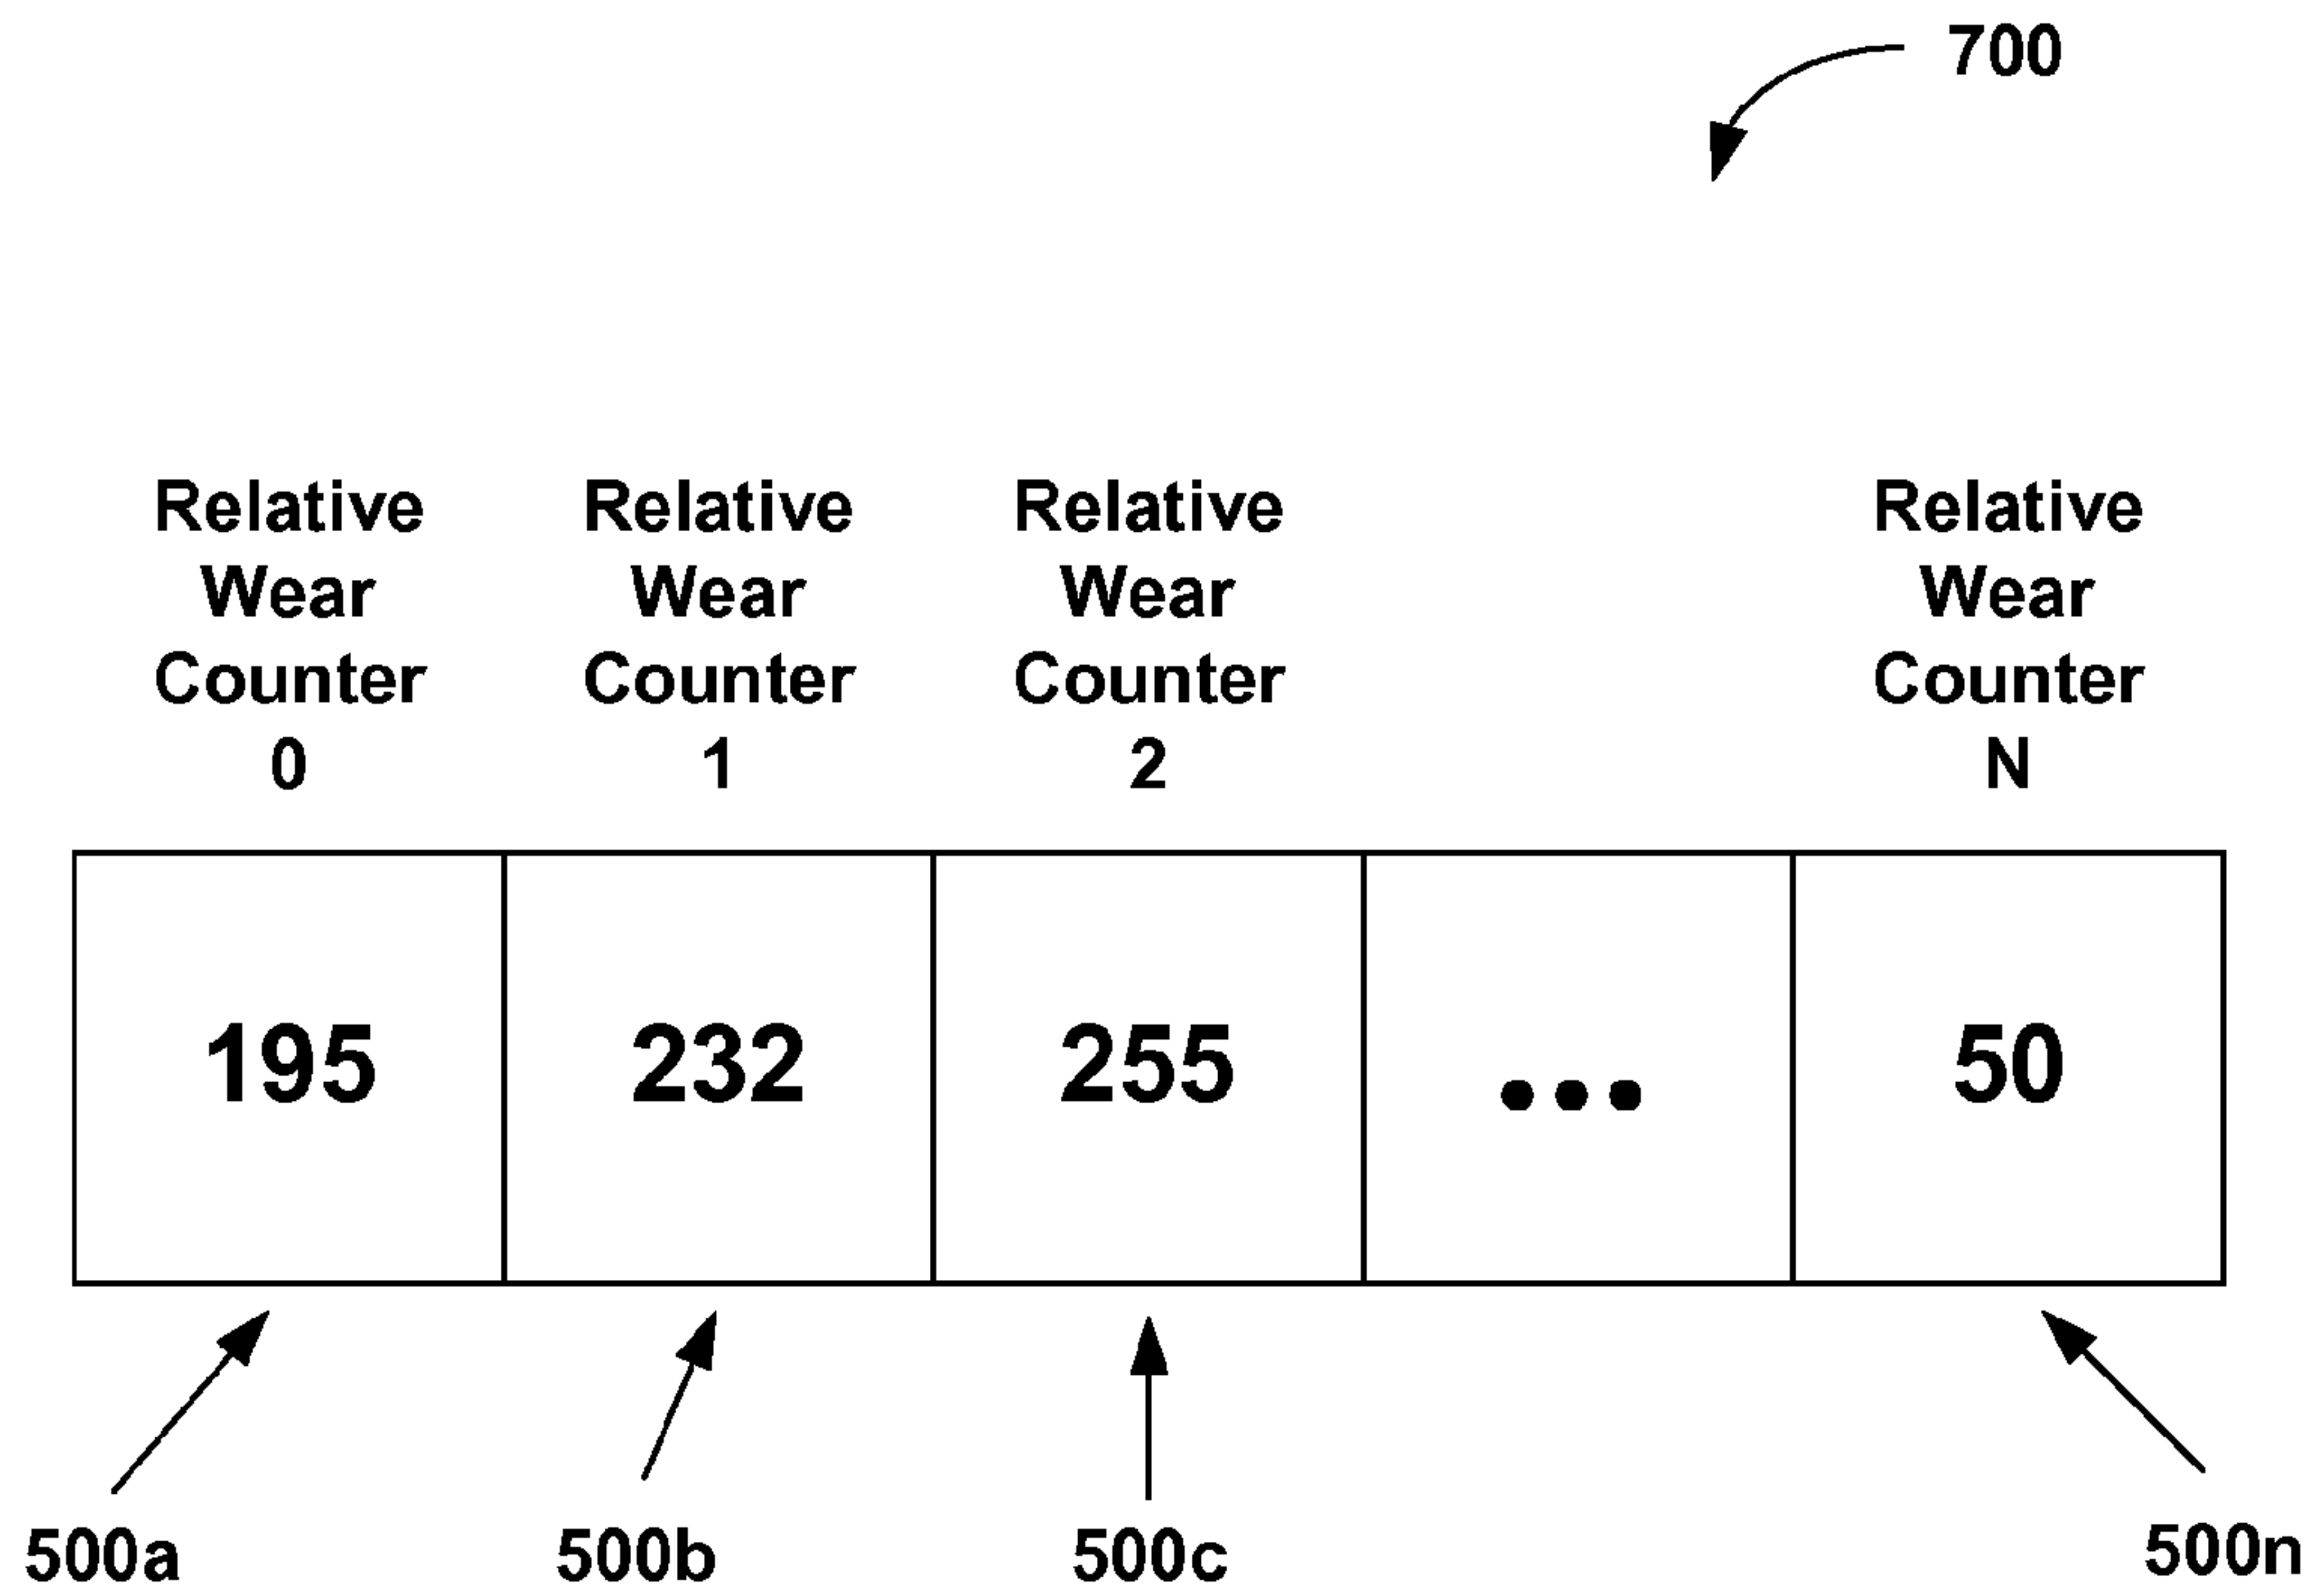 700
Relative Wear Counter 0
Relative Wear Counter 1
Relative Wear Counter 2
Relative Wear Counter N
195 232 255 ... 50
500a 500b 500c 500n